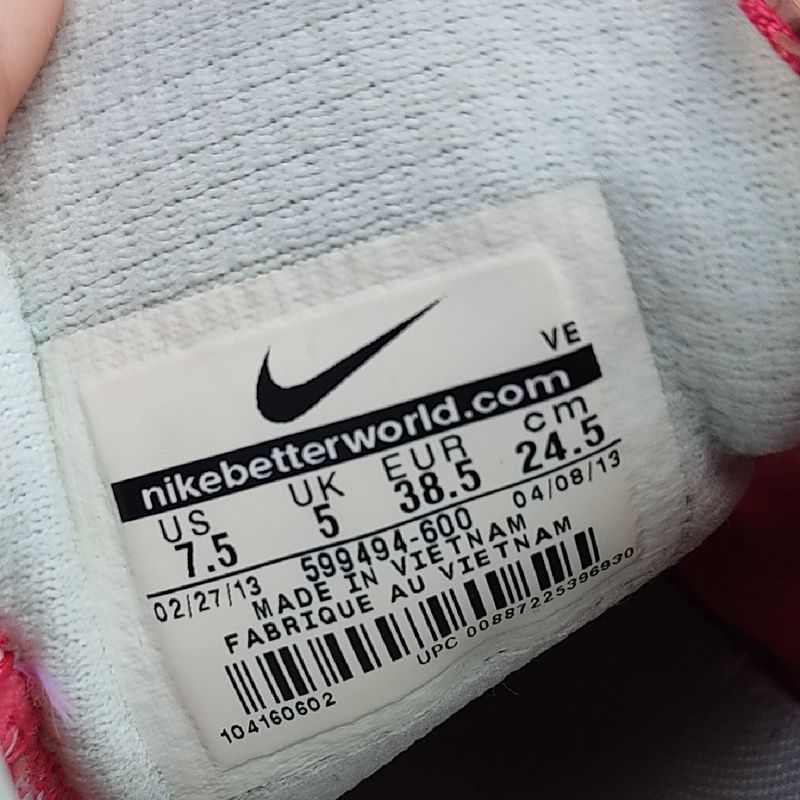 VE
nikebetterworld.com
US UK EUR cm
7.5 5 38.5 24.5
02/27/13 599494-600 04/08/13
MADE IN VIETNAM
FABRIQUE AU VIETNAM
UPC 00887225396930
104160602